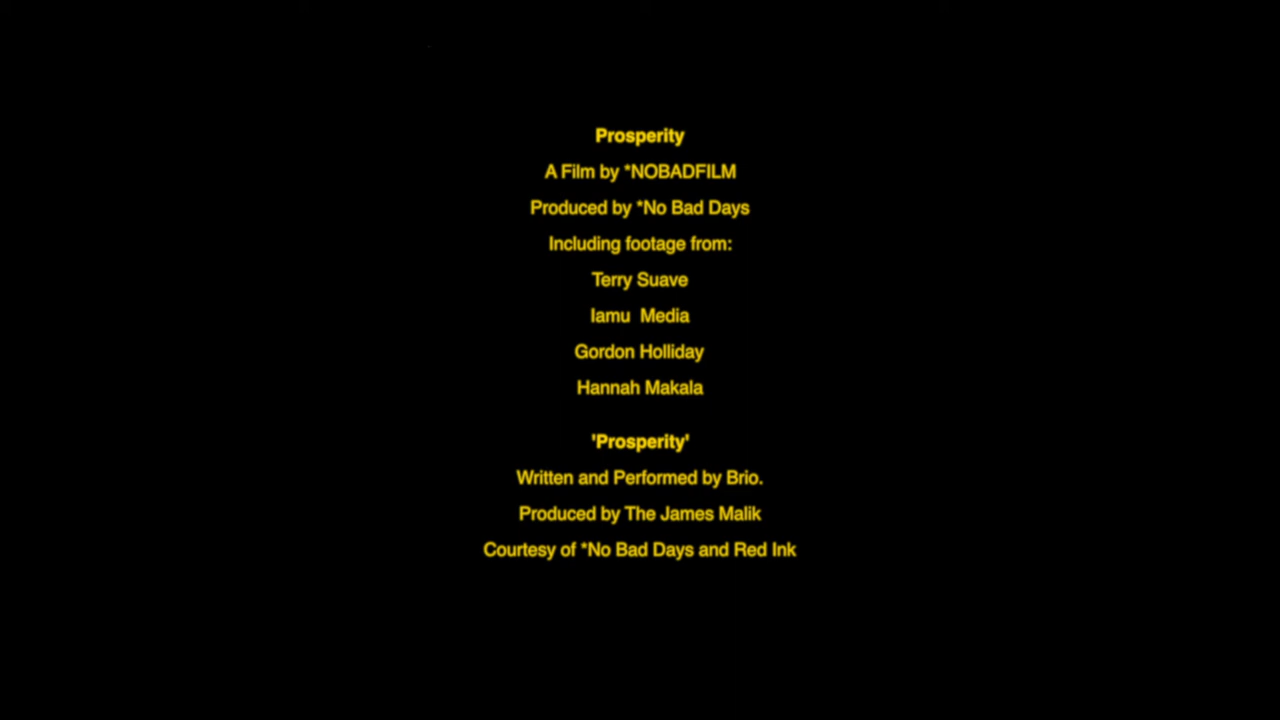 Prosperity
A Film by *NOBADFILM
Produced by *No Bad Days
Including footage from:
Terry Suave
Iamu  Media
Gordon Holliday
Hannah Makala
'Prosperity'
Written and Performed by Brio.
Produced by The James Malik
Courtesy of *No Bad Days and Red Ink